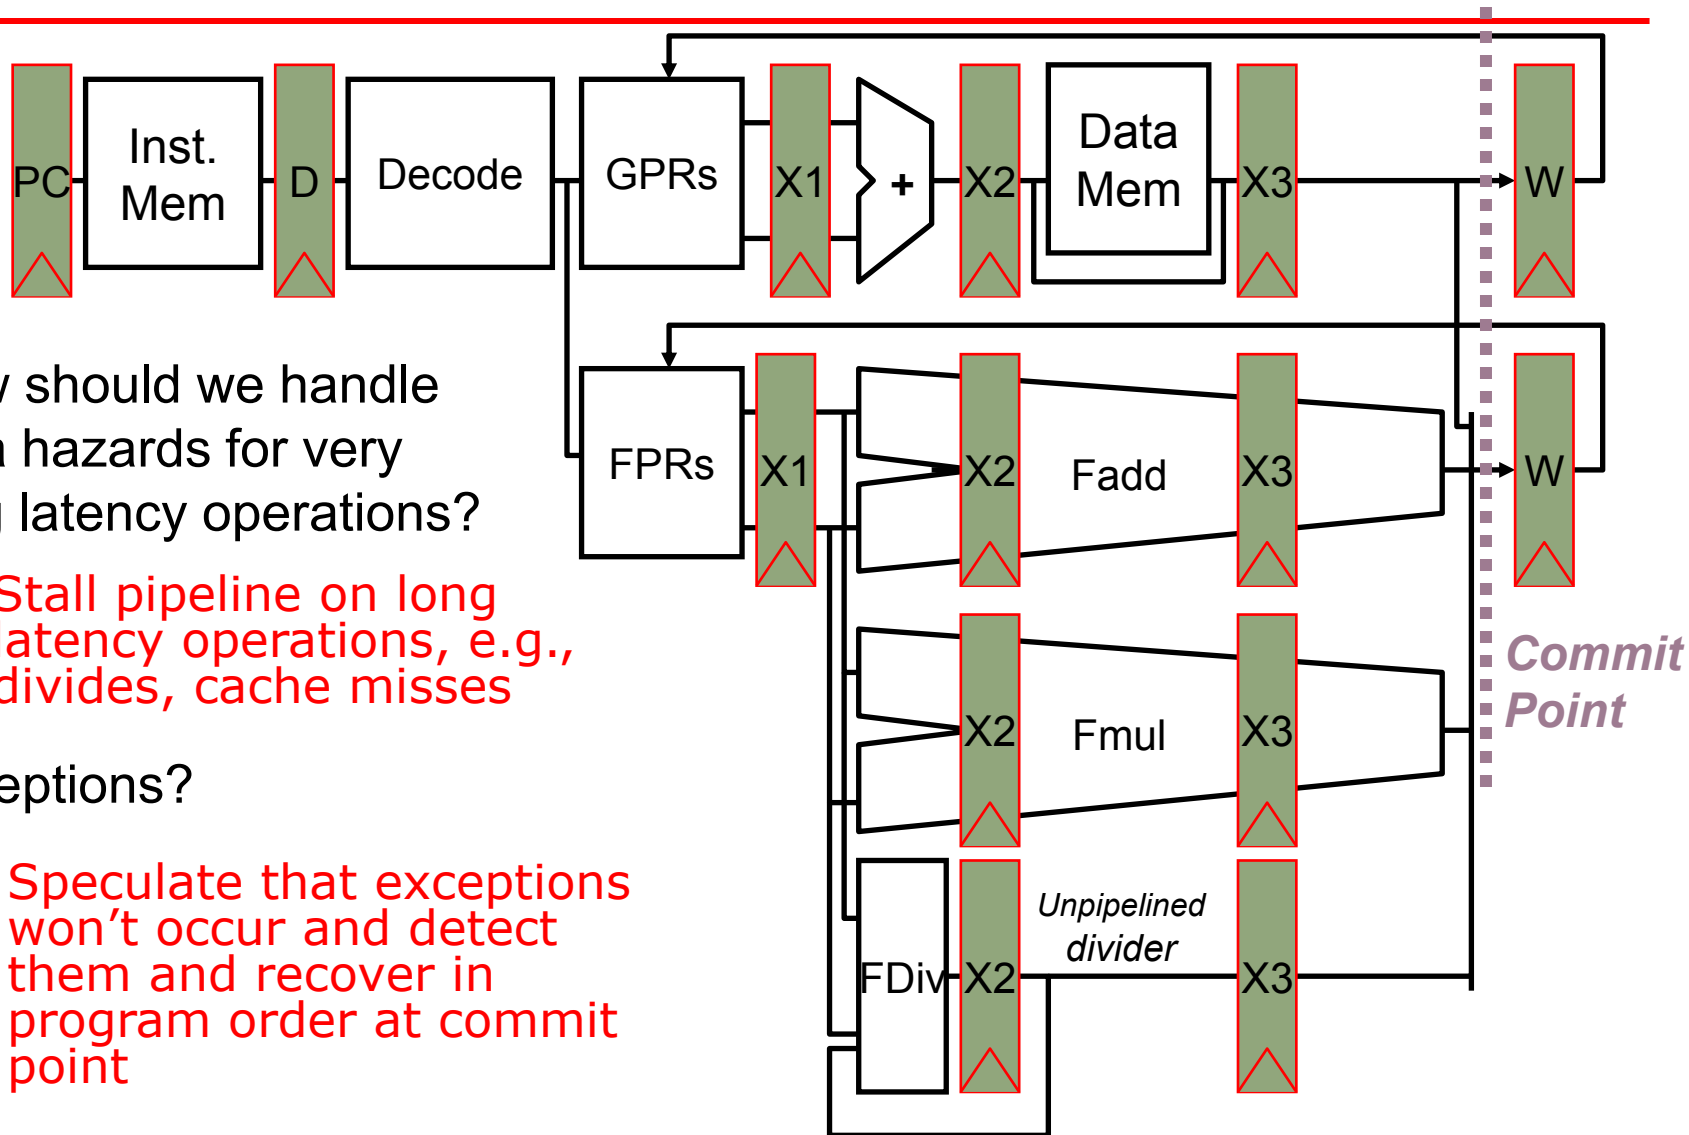 PC
Inst.
Mem
D
Decode
GPRs
X1
+
X2
Data
Mem
X3
W
should we handle
hazards for very
latency operations?
FPRs
X1
X2
Fadd
X3
W
Stall pipeline on long
latency operations, e.g.,
divides, cache misses
X2
Fmul
X3
Commit
Point
eptions?
Speculate that exceptions
won't occur and detect
them and recover in
program order at commit
point
FDiv
X2
Unpipelined
divider
X3